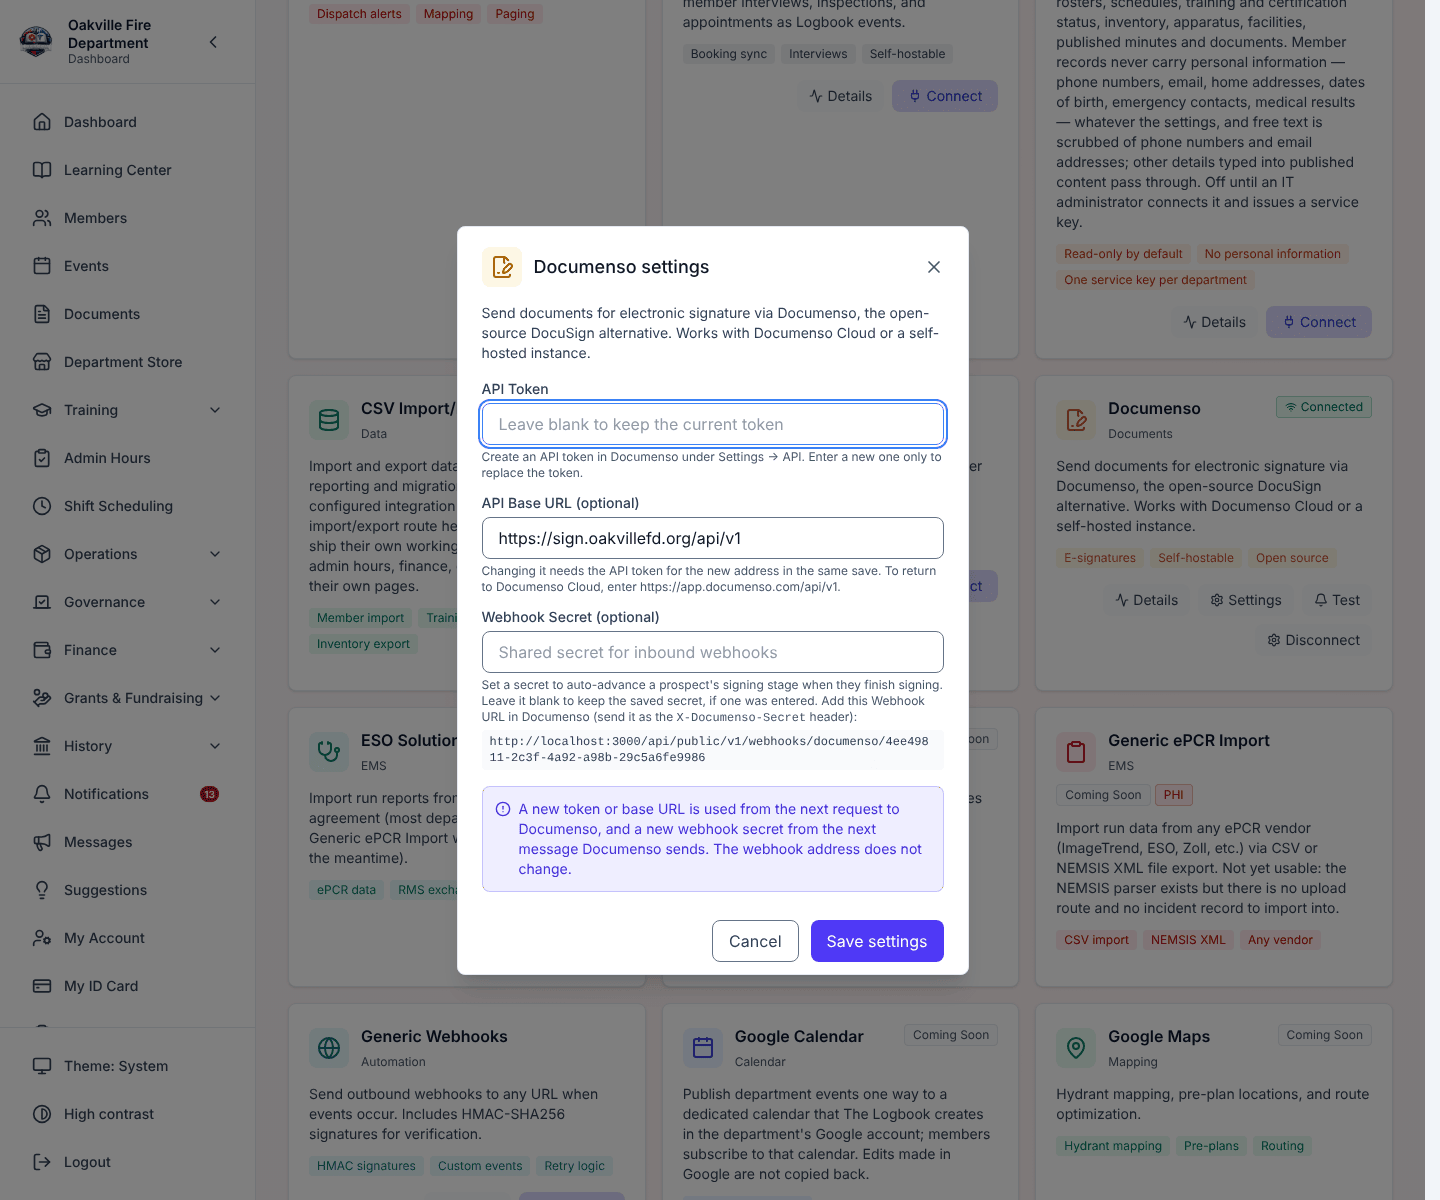 Oakville Fire
Department
Dashboard
Dashboard
Learning Center
Members
Events
Documents
Department Store
Training
Admin Hours
Shift Scheduling
Operations
Governance
Finance
Grants & Fundraising
History
Notifications
13
Messages
Suggestions
My Account
My ID Card
Theme: System
High contrast
Logout
Dispatch alerts
Mapping
Paging
member interviews, inspections, and
appointments as Logbook events.
Booking sync
Interviews
Self-hostable
Details
Connect
rosters, schedules, training and certification
status, inventory, apparatus, facilities,
published minutes and documents. Member
records never carry personal information —
phone numbers, email, home addresses, dates
of birth, emergency contacts, medical results
— whatever the settings, and free text is
scrubbed of phone numbers and email
addresses; other details typed into published
content pass through. Off until an IT
administrator connects it and issues a service
key.
Read-only by default
No personal information
One service key per department
Details
Connect
CSV Import/
Data
Import and export data
reporting and migratio
configured integration
import/export route he
ship their own working
admin hours, finance,
their own pages.
Member import
Traini
Inventory export
er
ct
Documenso
Connected
Documents
Send documents for electronic signature via
Documenso, the open-source DocuSign
alternative. Works with Documenso Cloud or a
self-hosted instance.
E-signatures
Self-hostable
Open source
Details
Settings
Test
Disconnect
ESO Solution
EMS
Import run reports from
agreement (most depa
Generic ePCR Import w
the meantime).
ePCR data
RMS excha
oon
es
Generic ePCR Import
EMS
Coming Soon
PHI
Import run data from any ePCR vendor
(ImageTrend, ESO, Zoll, etc.) via CSV or
NEMSIS XML file export. Not yet usable: the
NEMSIS parser exists but there is no upload
route and no incident record to import into.
CSV import
NEMSIS XML
Any vendor
Generic Webhooks
Automation
Send outbound webhooks to any URL when
events occur. Includes HMAC-SHA256
signatures for verification.
HMAC signatures
Custom events
Retry logic
Google Calendar
Coming Soon
Calendar
Publish department events one way to a
dedicated calendar that The Logbook creates
in the department's Google account; members
subscribe to that calendar. Edits made in
Google are not copied back.
Google Maps
Coming Soon
Mapping
Hydrant mapping, pre-plan locations, and route
optimization.
Hydrant mapping
Pre-plans
Routing
Documenso settings
Send documents for electronic signature via Documenso, the open-
source DocuSign alternative. Works with Documenso Cloud or a self-
hosted instance.
API Token
Leave blank to keep the current token
Create an API token in Documenso under Settings → API. Enter a new one only to
replace the token.
API Base URL (optional)
https://sign.oakvillefd.org/api/v1
Changing it needs the API token for the new address in the same save. To return
to Documenso Cloud, enter https://app.documenso.com/api/v1.
Webhook Secret (optional)
Shared secret for inbound webhooks
Set a secret to auto-advance a prospect's signing stage when they finish signing.
Leave it blank to keep the saved secret, if one was entered. Add this Webhook
URL in Documenso (send it as the X-Documenso-Secret header):
http://localhost:3000/api/public/v1/webhooks/documenso/4ee498
11-2c3f-4a92-a98b-29c5a6fe9986
A new token or base URL is used from the next request to
Documenso, and a new webhook secret from the next
message Documenso sends. The webhook address does not
change.
Cancel
Save settings